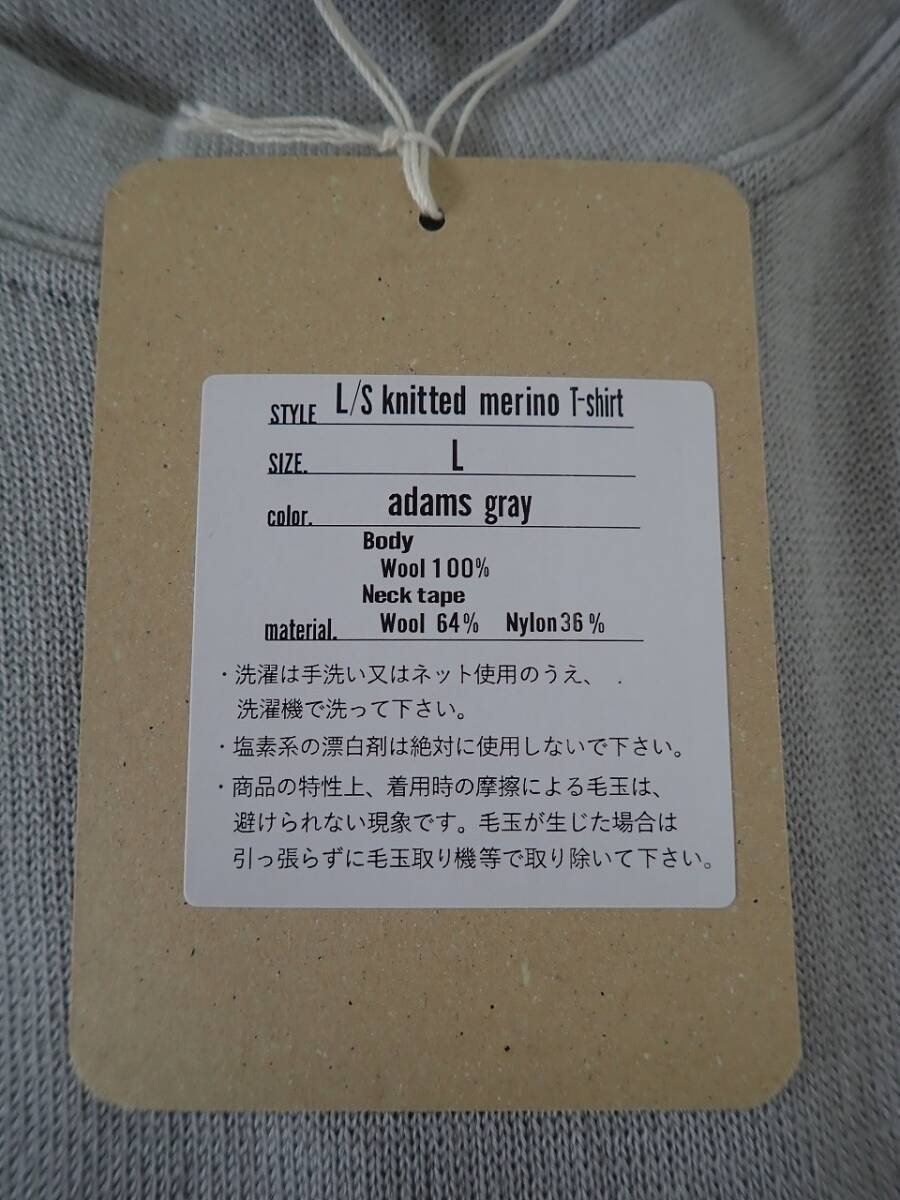 STYLE L/S knitted merino T-shirt
SIZE. L
color. adams gray
Body
Wool 100%
Neck tape
material. Wool 64% Nylon 36%
・洗濯は手洗い又はネット使用のうえ、
洗濯機で洗って下さい。
・塩素系の漂白剤は絶対に使用しないで下さい。
・商品の特性上、着用時の摩擦による毛玉は、
避けられない現象です。毛玉が生じた場合は
引っ張らずに毛玉取り機等で取り除いて下さい。